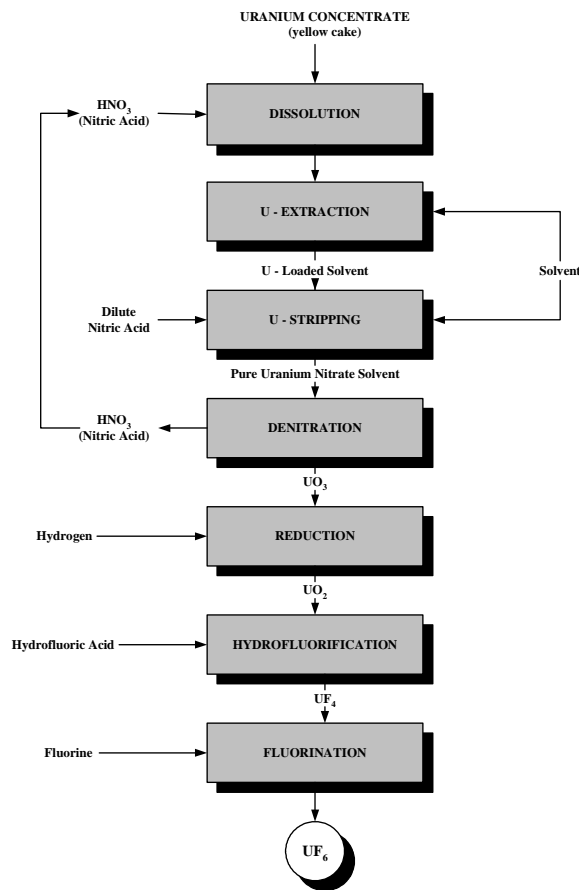 URANIUM CONCENTRATE
(yellow cake)
HNO₃
(Nitric Acid)
DISSOLUTION
U - EXTRACTION
U - Loaded Solvent
Solvent
Dilute
Nitric Acid
U - STRIPPING
Pure Uranium Nitrate Solvent
HNO₃
(Nitric Acid)
DENITRATION
UO₃
Hydrogen
REDUCTION
UO₂
Hydrofluoric Acid
HYDROFLUORIFICATION
UF₄
Fluorine
FLUORINATION
UF₆